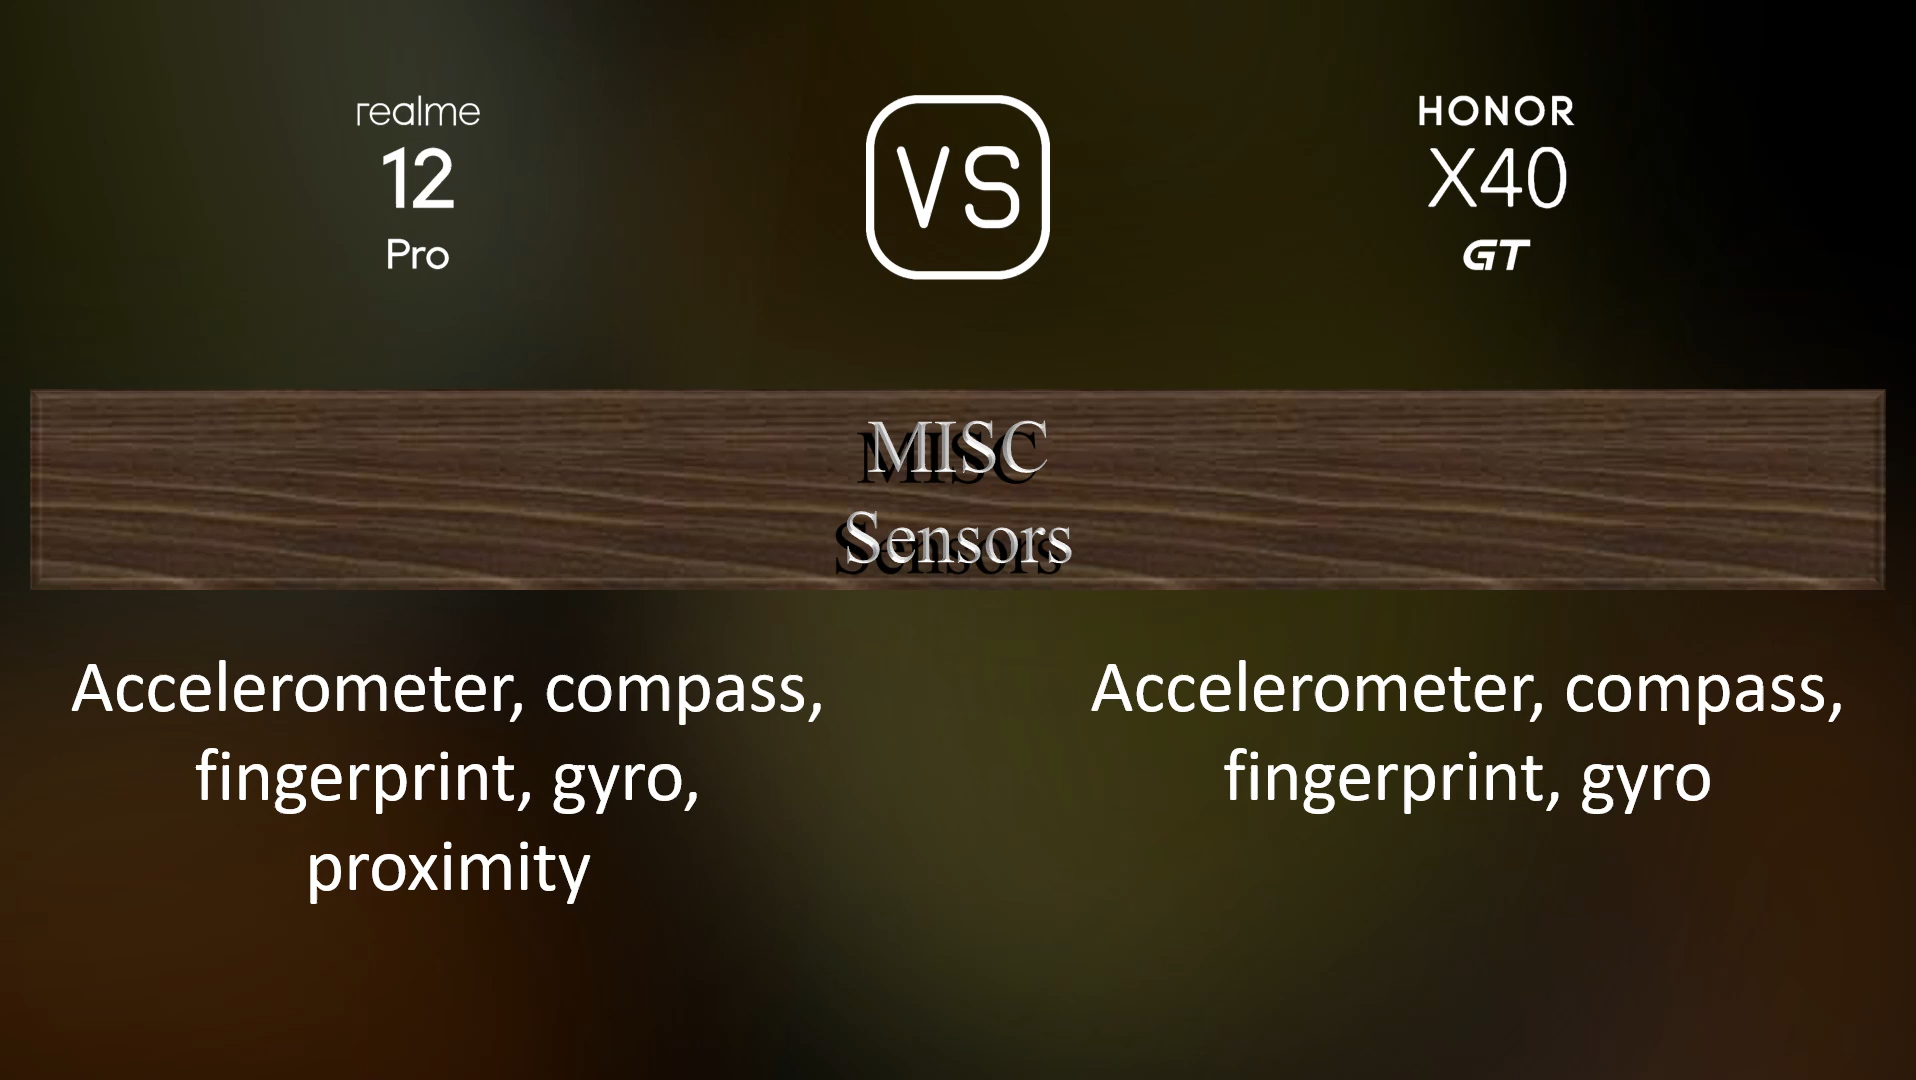 realme
12
Pro
VS
HONOR
X40
GT
MISC
Sensors
Accelerometer, compass,
fingerprint, gyro,
proximity
Accelerometer, compass,
fingerprint, gyro